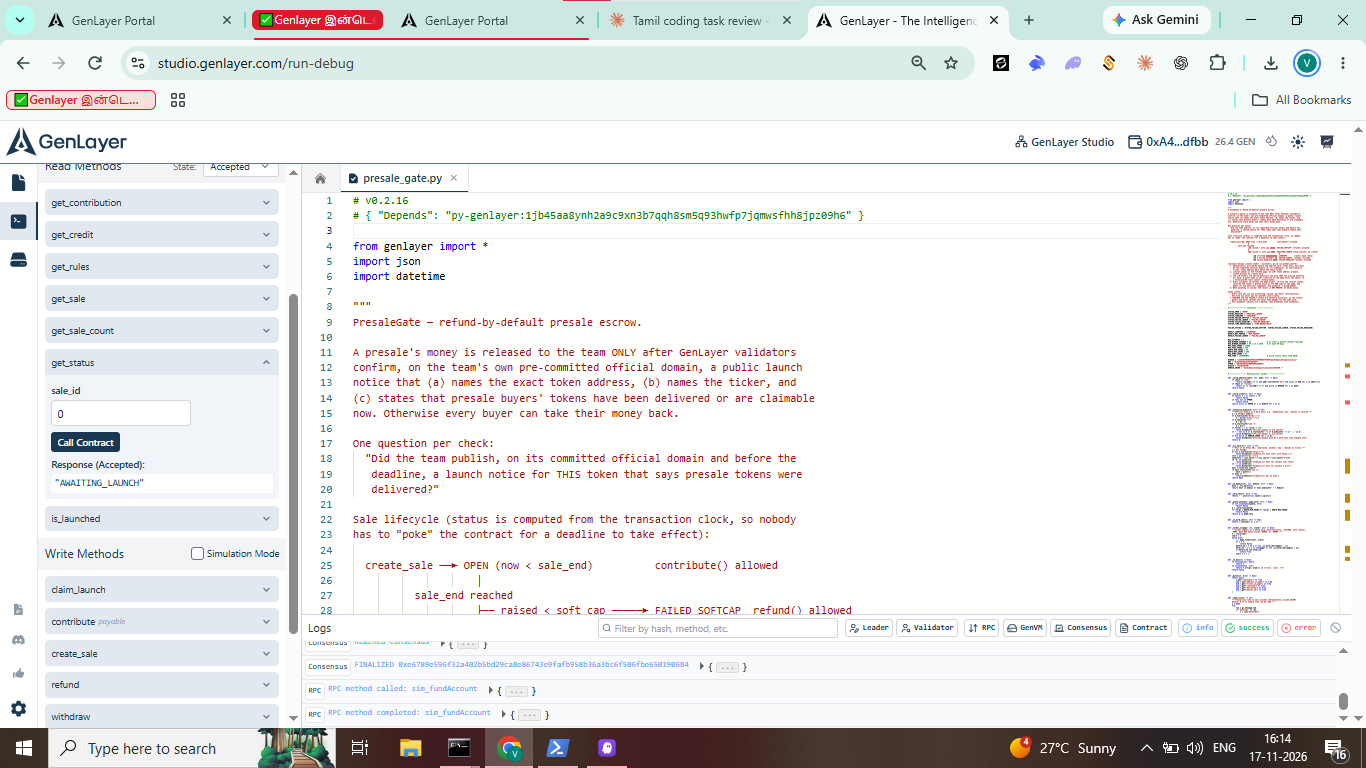 GenLayer Portal
✅Genlayer இன்டெ
GenLayer Portal
Tamil coding task review -
GenLayer - The Intelligenc
Ask Gemini
studio.genlayer.com/run-debug
V
✅Genlayer இன்டெ...
All Bookmarks
GenLayer
GenLayer Studio
0xA4...dfbb
26.4 GEN
Read Methods
State:
Accepted
get_contribution
get_credit
get_rules
get_sale
get_sale_count
get_status
sale_id
0
Call Contract
Response (Accepted):
"AWAITING_LAUNCH"
is_launched
Write Methods
Simulation Mode
claim_launch
contribute payable
create_sale
refund
withdraw
presale_gate.py
1 # v0.2.16
2 # { "Depends": "py-genlayer:1jb45aa8ynh2a9c9xn3b7qqh8sm5q93hwfp7jqmwsfhh8jpz09h6" }
3
4 from genlayer import *
5 import json
6 import datetime
7
8 """
9 PresaleGate — refund-by-default presale escrow.
10
11 A presale's money is released to the team ONLY after GenLayer validators
12 confirm, on the team's own pre-committed official domain, a public launch
13 notice that (a) names the exact token address, (b) names the ticker, and
14 (c) states that presale buyers' tokens have been delivered or are claimable
15 now. Otherwise every buyer can take their money back.
16
17 One question per check:
18 "Did the team publish, on its committed official domain and before the
19 deadline, a launch notice for THIS token that says presale tokens were
20 delivered?"
21
22 Sale lifecycle (status is computed from the transaction clock, so nobody
23 has to "poke" the contract for a deadline to take effect):
24
25 create_sale ──► OPEN (now < sale_end) contribute() allowed
26 │
27 sale_end reached
28 ├── raised < soft_cap ──────► FAILED_SOFTCAP refund() allowed
Logs
Filter by hash, method, etc.
Leader
Validator
RPC
GenVM
Consensus
Contract
info
success
error
Consensus Reached consensus { ... }
Consensus FINALIZED 0xe6789e596f32a402b5bd29ca8e86743e9fafb958b36a3bc6f506fbe650190684 { ... }
RPC RPC method called: sim_fundAccount { ... }
RPC RPC method completed: sim_fundAccount { ... }
Type here to search
27°C Sunny
ENG
16:14
17-11-2026
16